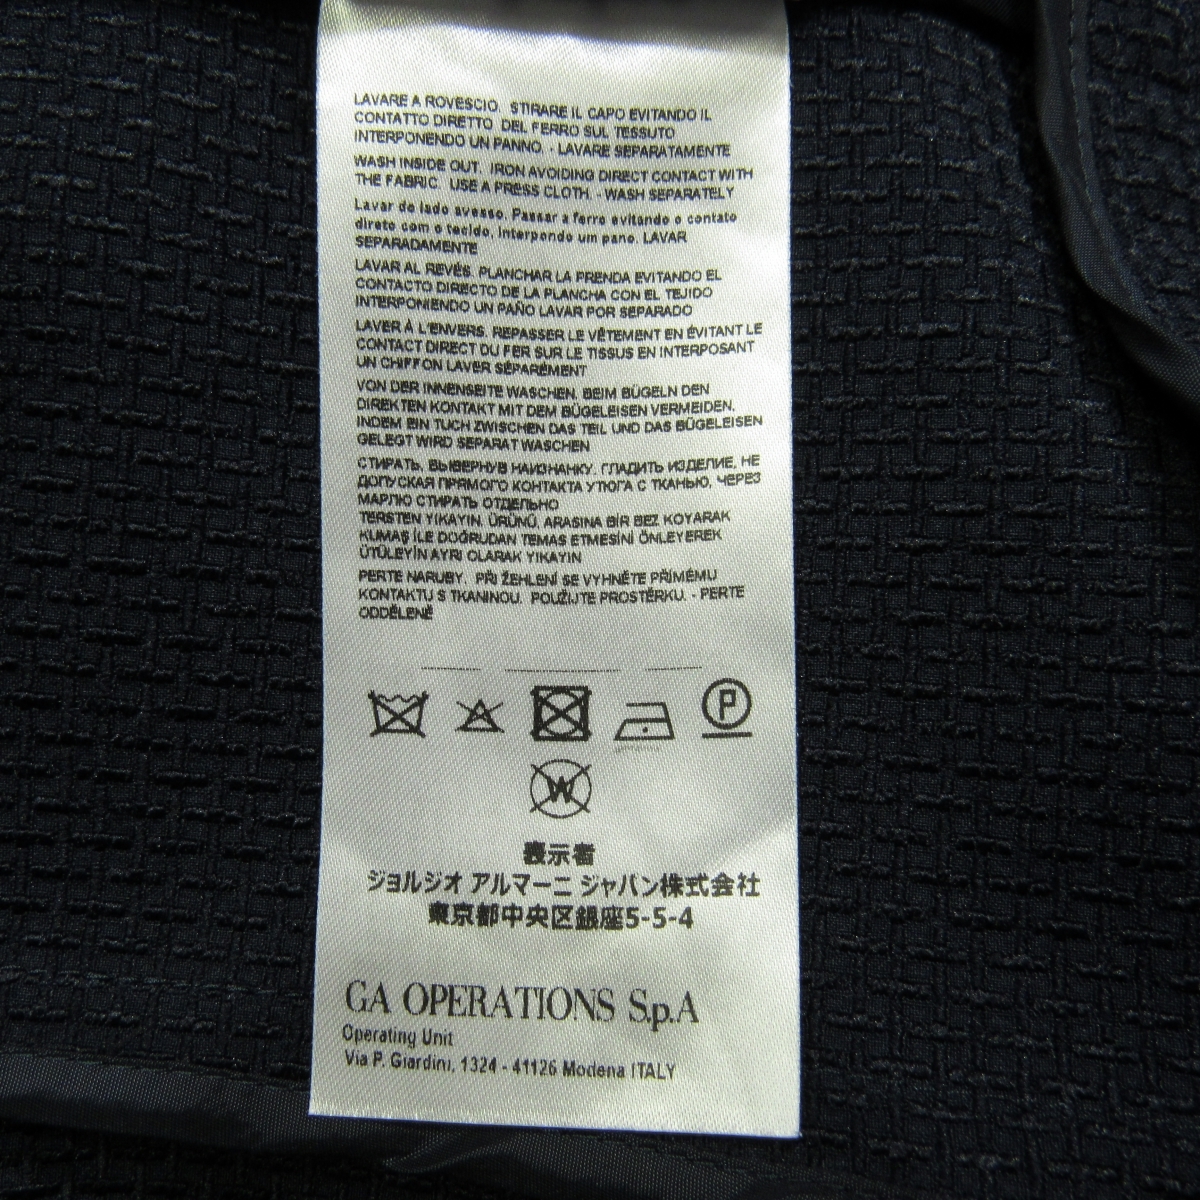 LAVARE A ROVESCIO. STIRARE IL CAPO EVITANDO IL
CONTATTO DIRETTO DEL FERRO SUL TESSUTO
INTERPONENDO UN PANNO. - LAVARE SEPARATAMENTE
WASH INSIDE OUT. IRON AVOIDING DIRECT CONTACT WITH
THE FABRIC. USE A PRESS CLOTH. - WASH SEPARATELY
Lavar do lado avesso. Passar a ferro evitando o contato
direto com o tecido. Interpondo um pano. LAVAR
SEPARADAMENTE
LAVAR AL REVÉS. PLANCHAR LA PRENDA EVITANDO EL
CONTACTO DIRECTO DE LA PLANCHA CON EL TEJIDO
INTERPONIENDO UN PAÑO LAVAR POR SEPARADO
LAVER À L'ENVERS. REPASSER LE VÊTEMENT EN ÉVITANT LE
CONTACT DIRECT DU FER SUR LE TISSUS EN INTERPOSANT
UN CHIFFON LAVER SÉPARÉMENT
VON DER INNENSEITE WASCHEN. BEIM BÜGELN DEN
DIREKTEN KONTAKT MIT DEM BÜGELEISEN VERMEIDEN,
INDEM EIN TUCH ZWISCHEN DAS TEIL UND DAS BÜGELEISEN
GELEGT WIRD SEPARAT WASCHEN
СТИРАТЬ, ВЫВЕРНУВ НАИЗНАНКУ. ГЛАДИТЬ ИЗДЕЛИЕ, НЕ
ДОПУСКАЯ ПРЯМОГО КОНТАКТА УТЮГА С ТКАНЬЮ, ЧЕРЕЗ
МАРЛЮ СТИРАТЬ ОТДЕЛЬНО
TERSTEN YIKAYIN. ÜRÜNÜ, ARASINA BİR BEZ KOYARAK
KUMAŞ İLE DOĞRUDAN TEMAS ETMESİNİ ÖNLEYEREK
ÜTÜLEYİN AYRI OLARAK YIKAYIN
PERTE NARUBY. PŘI ŽEHLENÍ SE VYHNĚTE PŘÍMÉMU
KONTAKTU S TKANINOU. POUŽIJTE PROSTĚRKU. - PERTE
ODDĚLENĚ
P
W
表示者
ジョルジオ アルマーニ ジャパン株式会社
東京都中央区銀座5-5-4
GA OPERATIONS S.p.A
Operating Unit
Via P. Giardini, 1324 - 41126 Modena ITALY